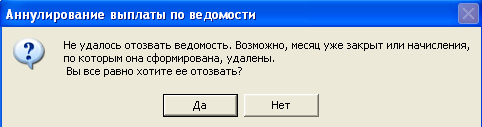 Аннулирование выплаты по ведомости
Не удалось отозвать ведомость. Возможно, месяц уже закрыт или начисления,
по которым она сформирована, удалены.
Вы все равно хотите ее отозвать?
Да
Нет